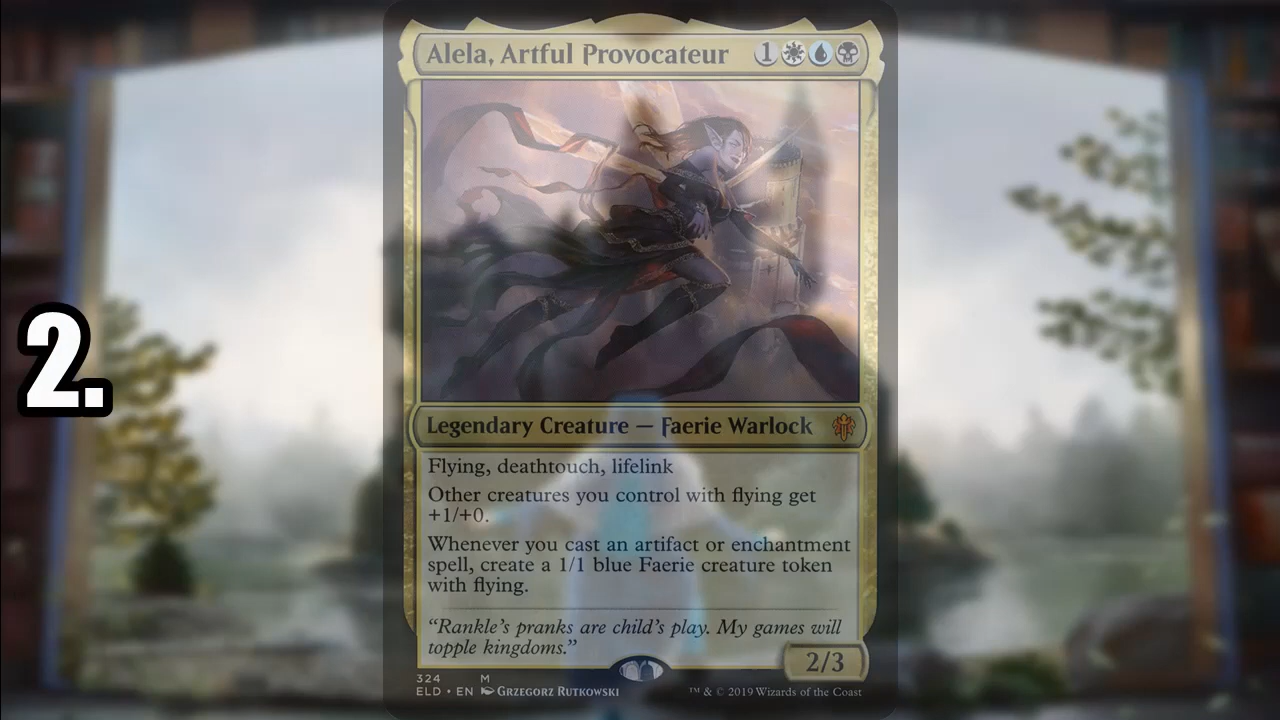 Alela, Artful Provocateur 1
2.
Legendary Creature — Faerie Warlock
Flying, deathtouch, lifelink
Other creatures you control with flying get
+1/+0.
Whenever you cast an artifact or enchantment
spell, create a 1/1 blue Faerie creature token
with flying.
“Rankle’s pranks are child’s play. My games will
topple kingdoms.”
2/3
324 M
ELD • EN Grzegorz Rutkowski
™ & © 2019 Wizards of the Coast